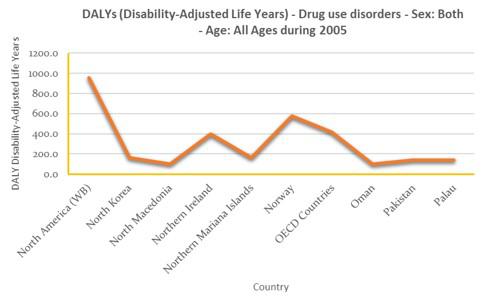 DALYs (Disability-Adjusted Life Years) - Drug use disorders - Sex: Both
- Age: All Ages during 2005
DALY Disability-Adjusted Life Years
1200.0
1000.0
800.0
600.0
400.0
200.0
0.0
North America (WB)
North Korea
North Macedonia
Northern Ireland
Northern Mariana Islands
Norway
OECD Countries
Oman
Pakistan
Palau
Country